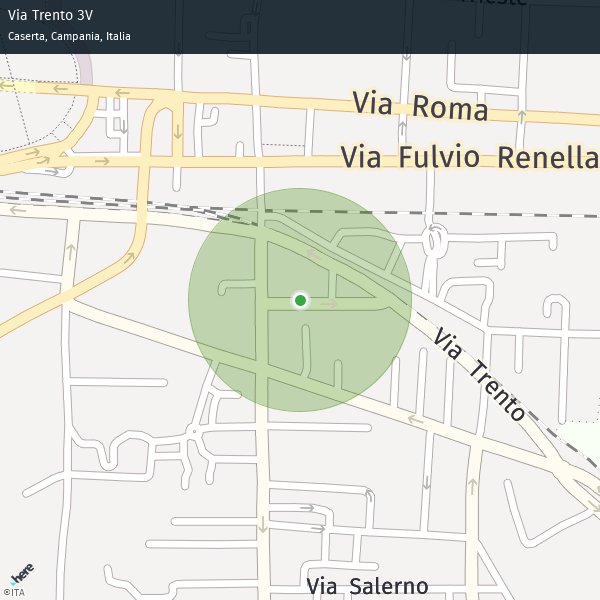 Via Trento 3V
Caserta, Campania, Italia
Via Roma
Via Fulvio Renella
Via Trento
Via Salerno
here
©ITA